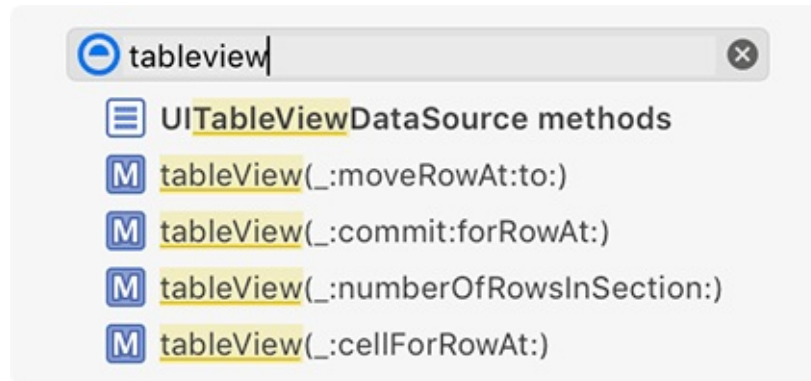 tableview
UITableViewDataSource methods
M tableView(_:moveRowAt:to:)
M tableView(_:commit:forRowAt:)
M tableView(_:numberOfRowsInSection:)
M tableView(_:cellForRowAt:)